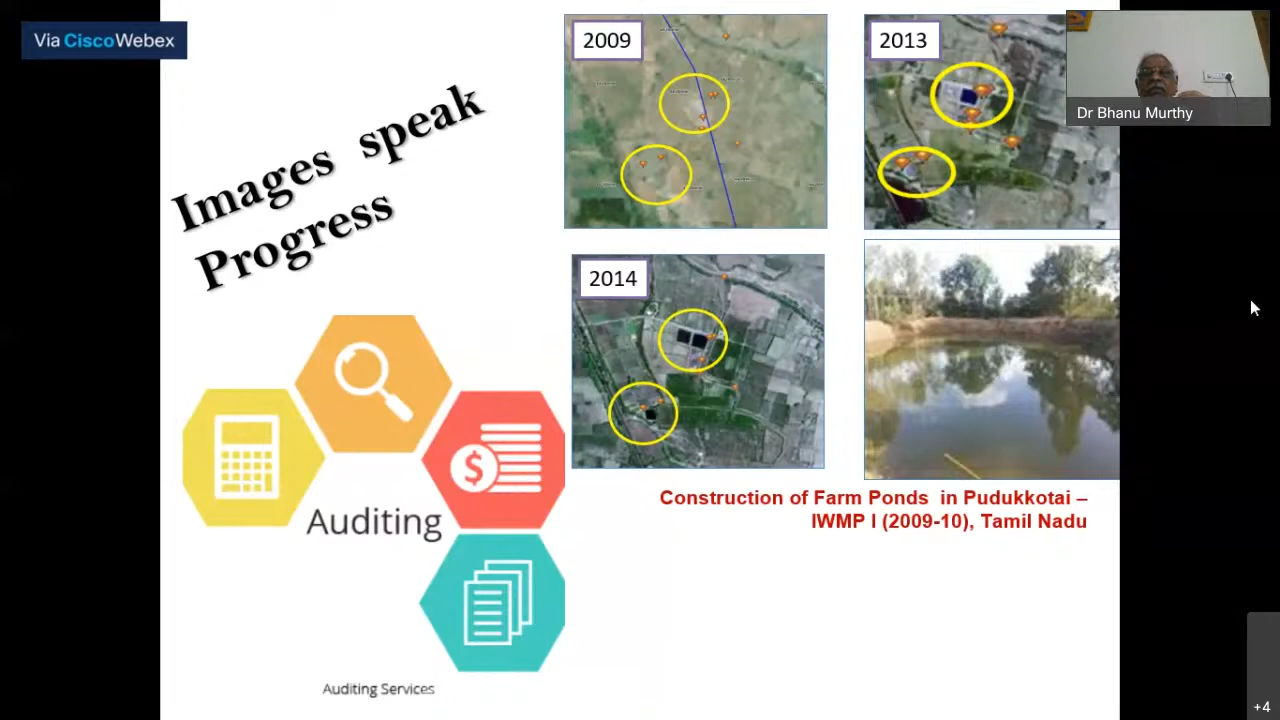 Via CiscoWebex
Images speak
Progress
2009
2013
Dr Bhanu Murthy
2014
Construction of Farm Ponds in Pudukkotai –
IWMP I (2009-10), Tamil Nadu
Auditing
Auditing Services
+4